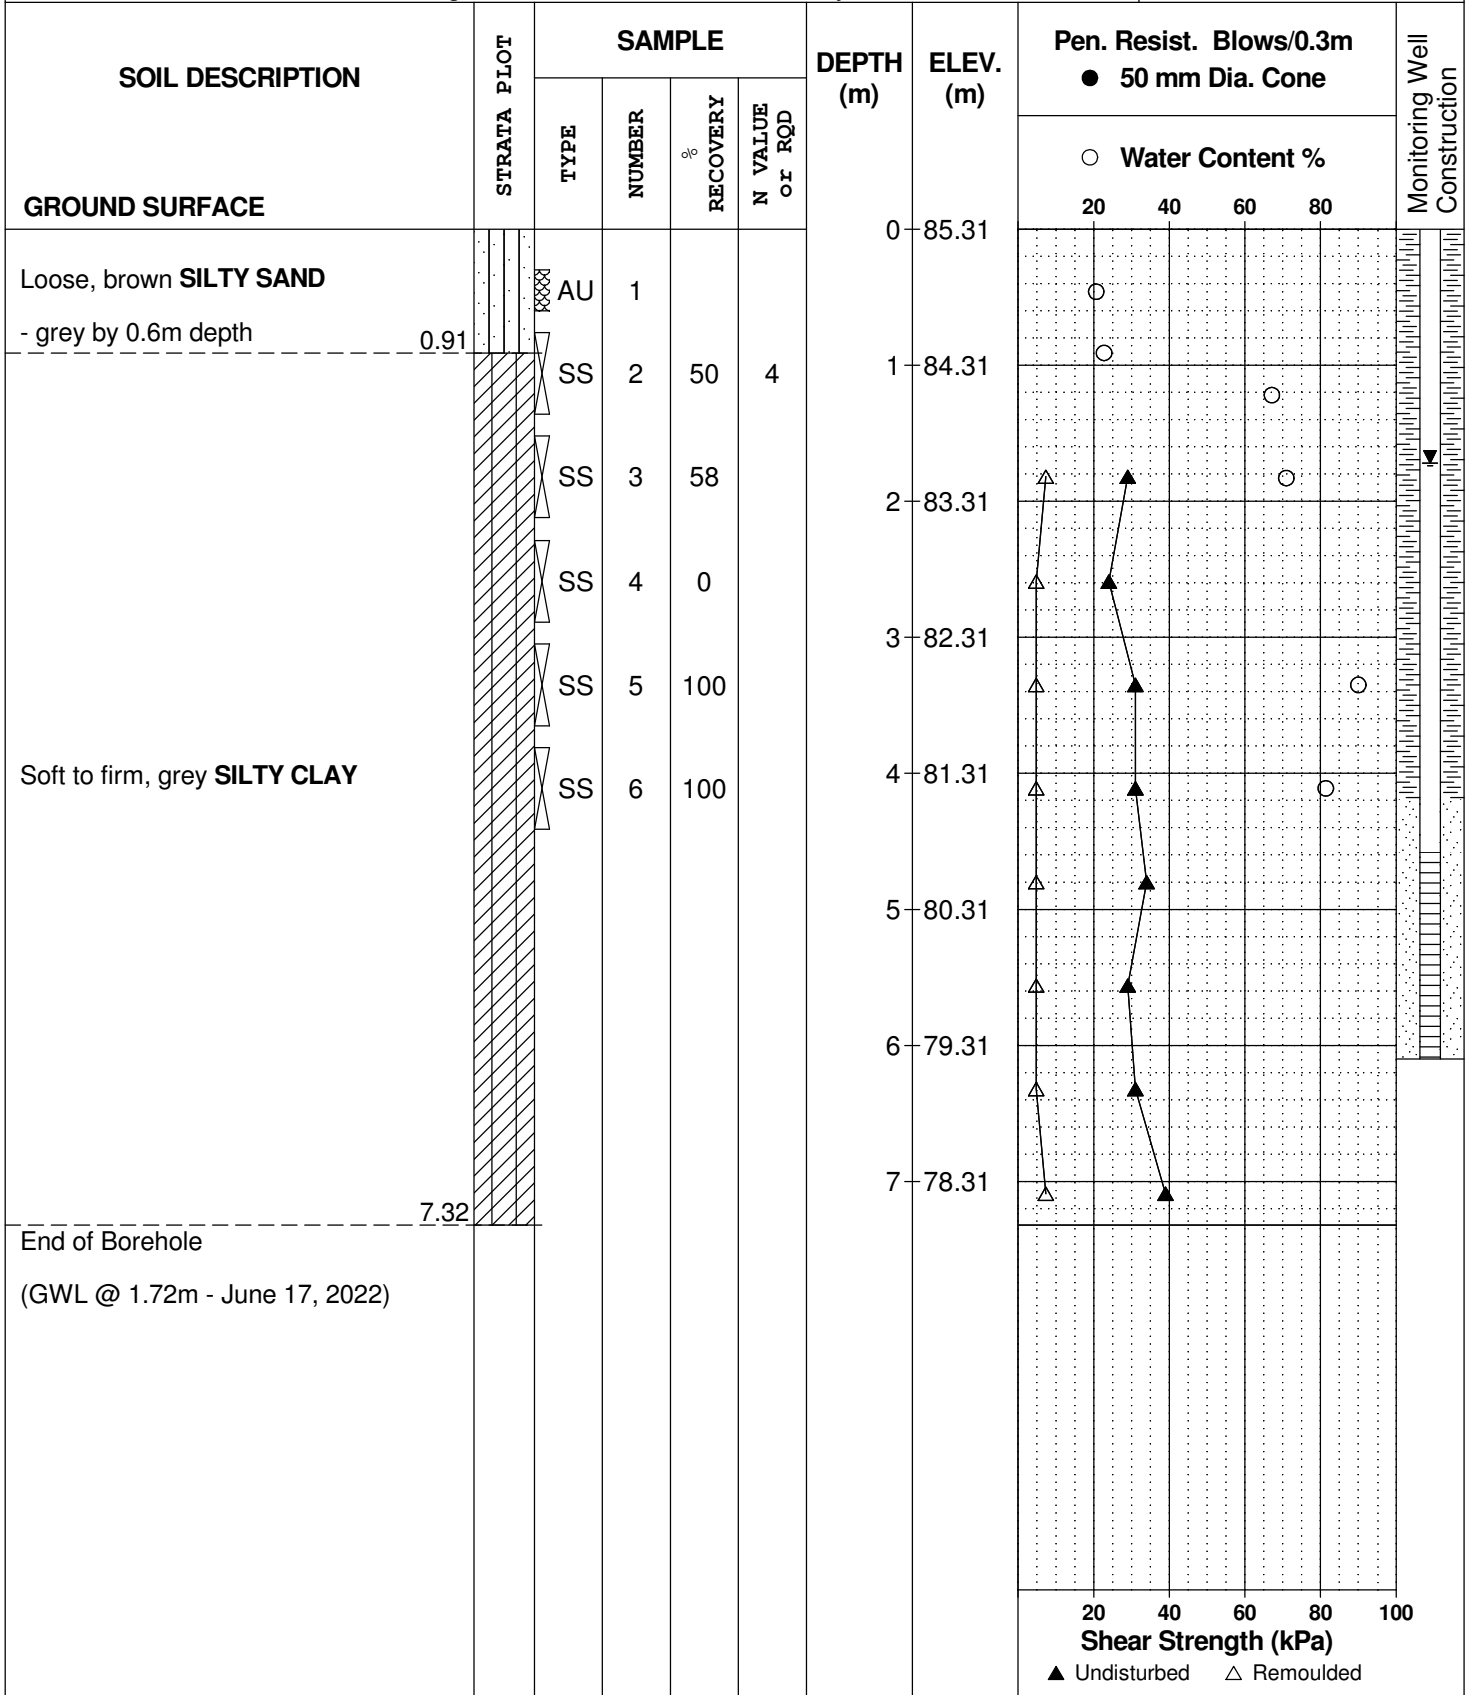 SOIL DESCRIPTION
GROUND SURFACE
STRATA PLOT
SAMPLE
TYPE
NUMBER
% RECOVERY
N VALUE or RQD
DEPTH (m)
ELEV. (m)
Pen. Resist. Blows/0.3m
● 50 mm Dia. Cone
○ Water Content %
20 40 60 80
Monitoring Well Construction
0 85.31
Loose, brown SILTY SAND
AU 1
- grey by 0.6m depth
0.91
1 84.31
SS 2 50 4
SS 3 58
2 83.31
SS 4 0
3 82.31
SS 5 100
Soft to firm, grey SILTY CLAY
4 81.31
SS 6 100
5 80.31
6 79.31
7 78.31
7.32
End of Borehole
(GWL @ 1.72m - June 17, 2022)
20 40 60 80 100
Shear Strength (kPa)
▲ Undisturbed △ Remoulded